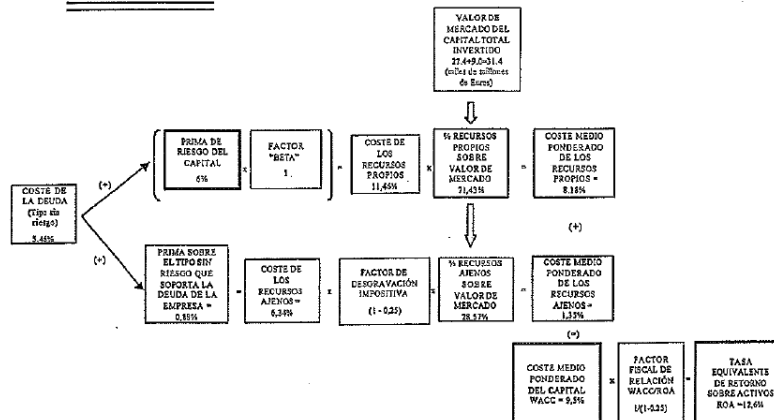 VALOR DE
MERCADO DEL
CAPITAL TOTAL
INVERTIDO
27.4+9.0=31.4
(miles de millones
de Euros)
PRIMA DE
RIESGO DEL
CAPITAL
6%
x
FACTOR
"BETA"
1
=
COSTE DE
LOS
RECURSOS
PROPIOS
11,46%
x
% RECURSOS
PROPIOS
SOBRE
VALOR DE
MERCADO
71,43%
=
COSTE MEDIO
PONDERADO
DE LOS
RECURSOS
PROPIOS =
8.18%
(+)
COSTE DE
LA DEUDA
(Tipo sin
riesgo)
5.46%
(+)
(+)
PRIMA SOBRE
EL TIPO SIN
RIESGO QUE
SOPORTA LA
DEUDA DE LA
EMPRESA =
0,88%
=
COSTE DE
LOS
RECURSOS
AJENOS =
6,34%
x
FACTOR DE
DESGRAVACIÓN
IMPOSITIVA
(1 - 0,25)
x
% RECURSOS
AJENOS
SOBRE
VALOR DE
MERCADO
28,57%
=
COSTE MEDIO
PONDERADO
DE LOS
RECURSOS
AJENOS =
1,35%
(=)
COSTE MEDIO
PONDERADO
DEL CAPITAL
WACC = 9,5%
x
FACTOR
FISCAL DE
RELACIÓN
WACC/ROA
1/(1-0.25)
=
TASA
EQUIVALENTE
DE RETORNO
SOBRE ACTIVOS
ROA =12,6%